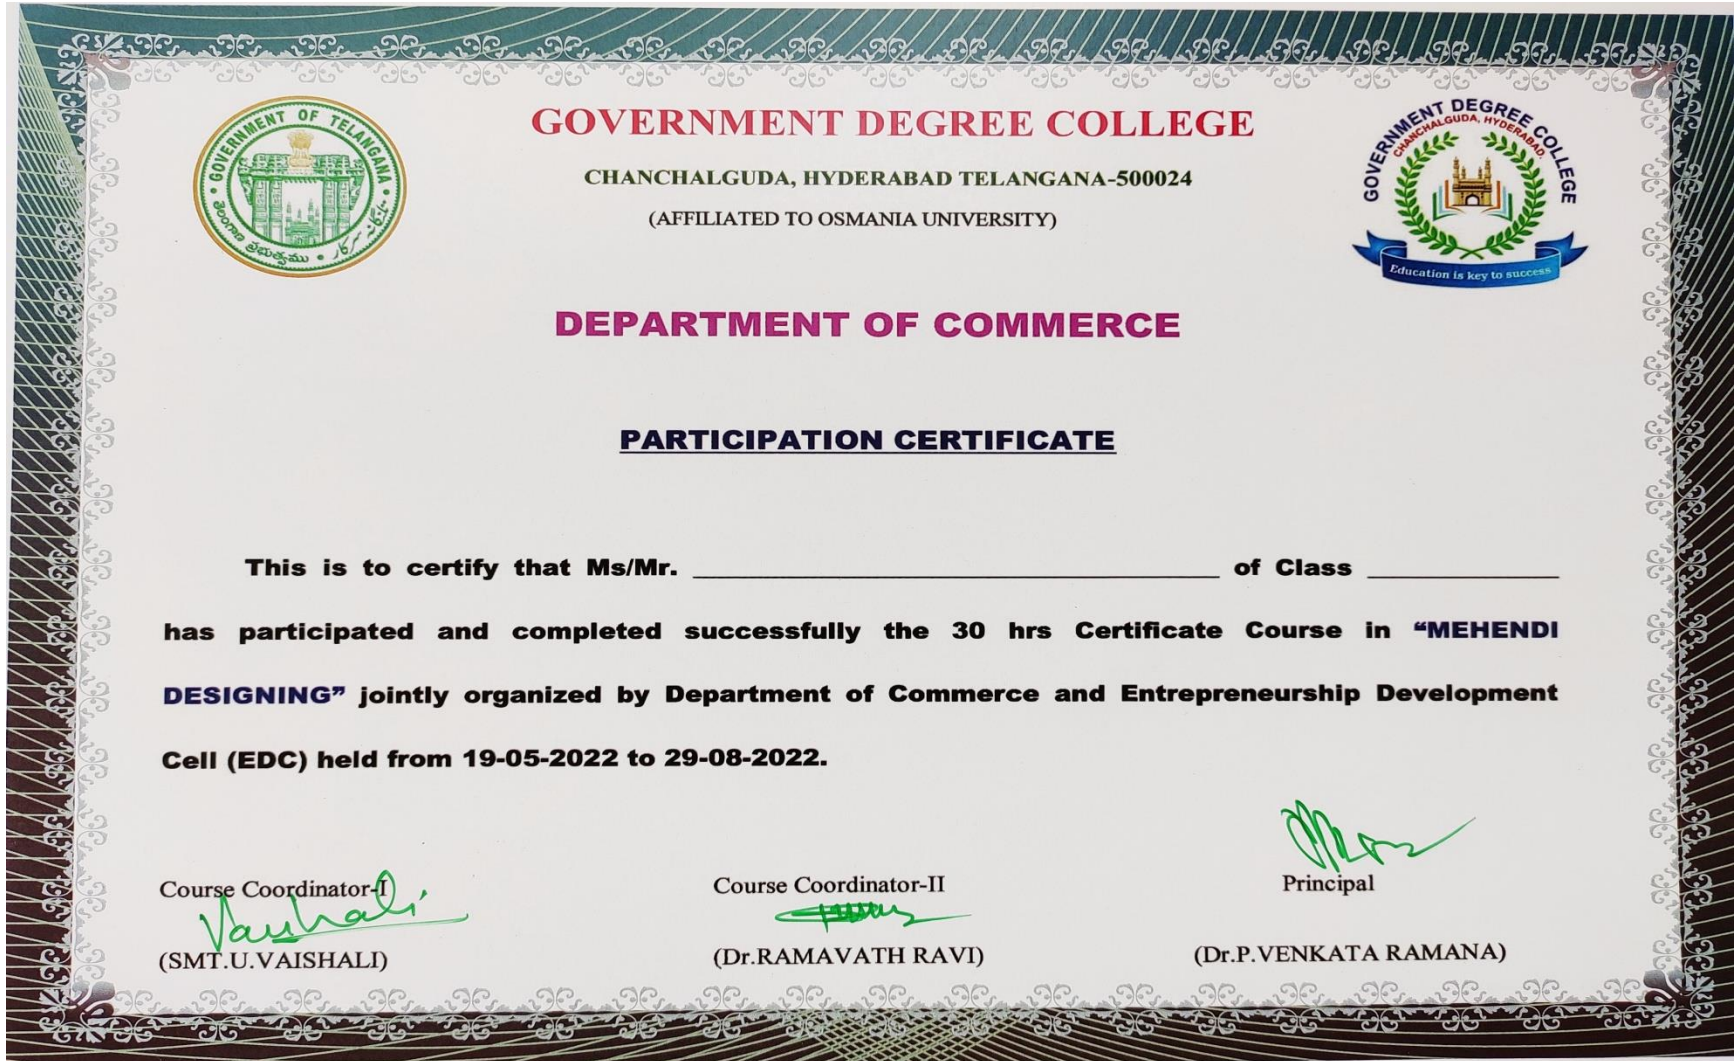 GOVERNMENT OF TELANGANA
తెలంగాణ ప్రభుత్వము
GOVERNMENT DEGREE COLLEGE
CHANCHALGUDA, HYDERABAD TELANGANA-500024
(AFFILIATED TO OSMANIA UNIVERSITY)
GOVERNMENT DEGREE COLLEGE
CHANCHALGUDA, HYDERABAD.
Education is key to success
DEPARTMENT OF COMMERCE
PARTICIPATION CERTIFICATE
This is to certify that Ms/Mr. ______ of Class ______
has participated and completed successfully the 30 hrs Certificate Course in “MEHENDI
DESIGNING” jointly organized by Department of Commerce and Entrepreneurship Development
Cell (EDC) held from 19-05-2022 to 29-08-2022.
Course Coordinator-I
Course Coordinator-II
Principal
Vaishali
(SMT.U.VAISHALI)
(Dr.RAMAVATH RAVI)
(Dr.P.VENKATA RAMANA)